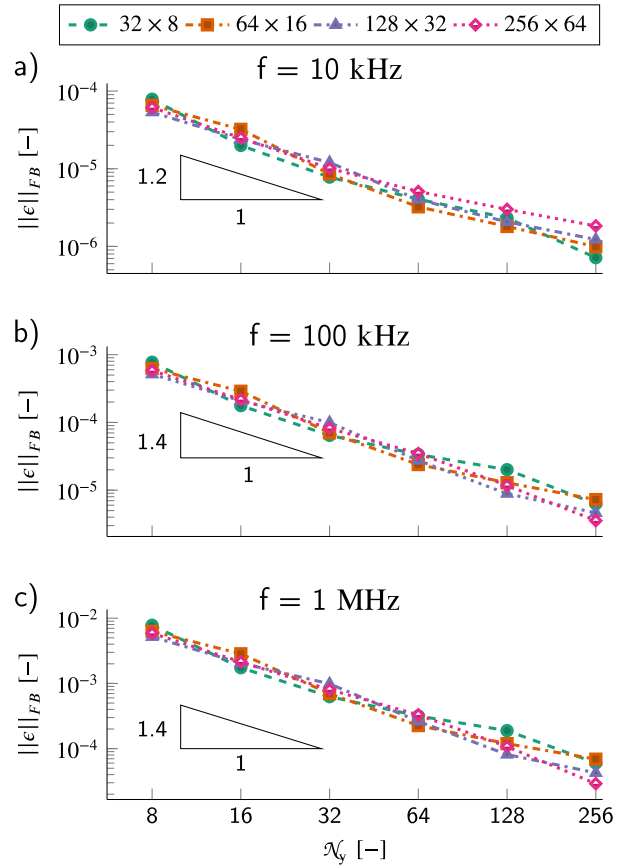 32 × 8 64 × 16 128 × 32 256 × 64
a) f = 10 kHz
10⁻⁴
10⁻⁵
10⁻⁶
||ϵ||_FB [−]
1.2
1
b) f = 100 kHz
10⁻³
10⁻⁴
10⁻⁵
||ϵ||_FB [−]
1.4
1
c) f = 1 MHz
10⁻²
10⁻³
10⁻⁴
||ϵ||_FB [−]
1.4
1
8 16 32 64 128 256
𝒩_y [−]